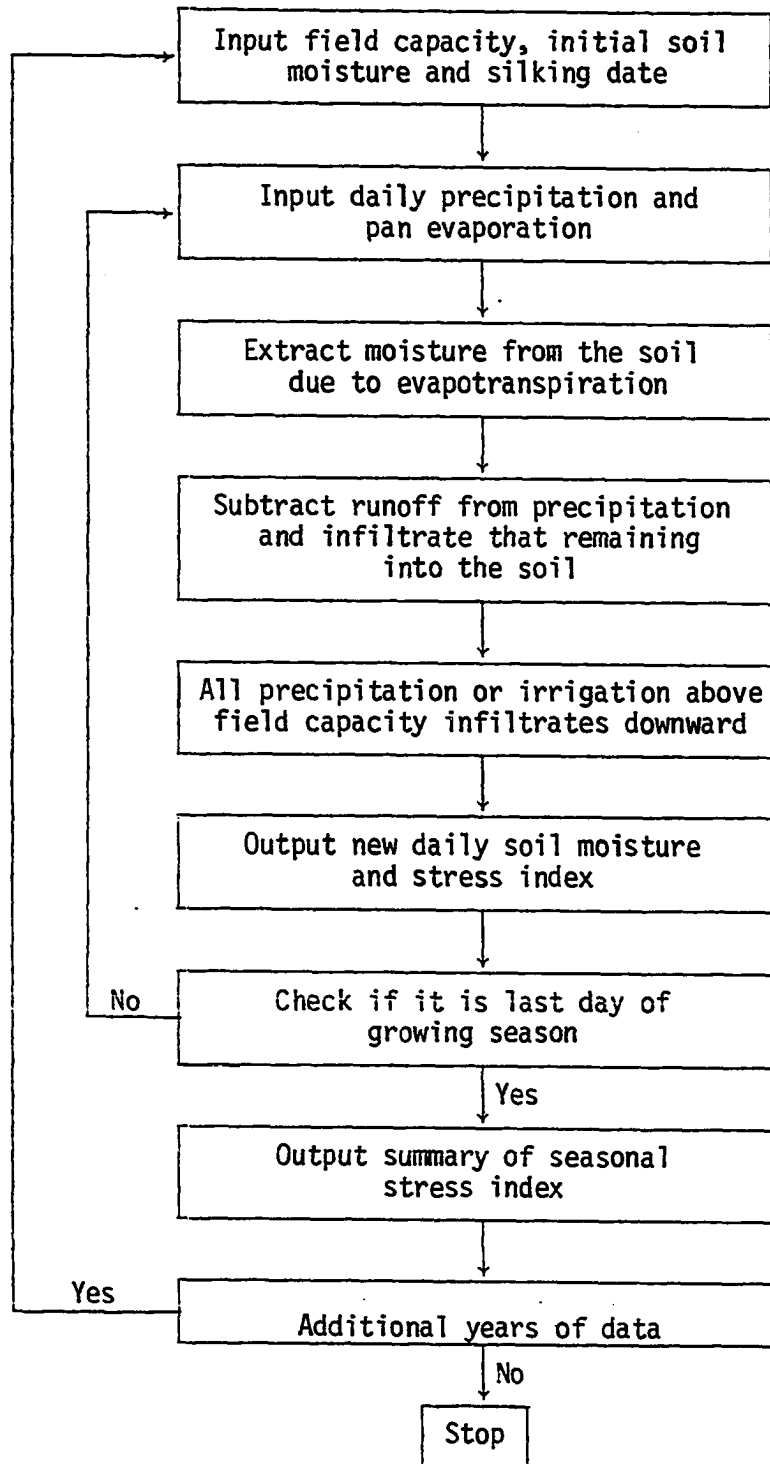 Input field capacity, initial soil
moisture and silking date
Input daily precipitation and
pan evaporation
Extract moisture from the soil
due to evapotranspiration
Subtract runoff from precipitation
and infiltrate that remaining
into the soil
All precipitation or irrigation above
field capacity infiltrates downward
Output new daily soil moisture
and stress index
No
Check if it is last day of
growing season
Yes
Output summary of seasonal
stress index
Yes
Additional years of data
No
Stop